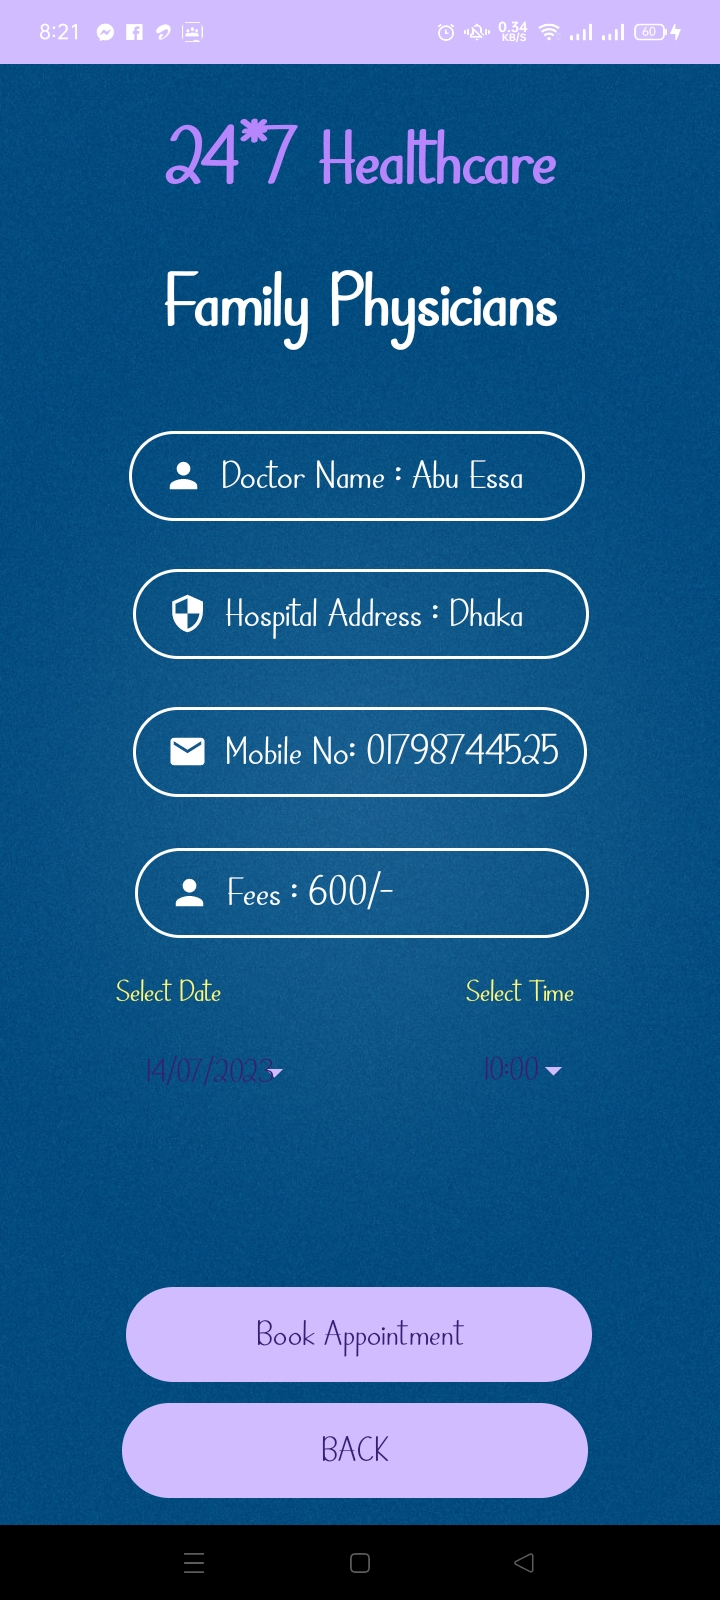 8:21 0.34 KB/S 60
24*7 Healthcare
Family Physicians
Doctor Name : Abu Essa
Hospital Address : Dhaka
Mobile No: 01798744525
Fees : 600/-
Select Date Select Time
14/07/2023 10:00
Book Appointment
BACK